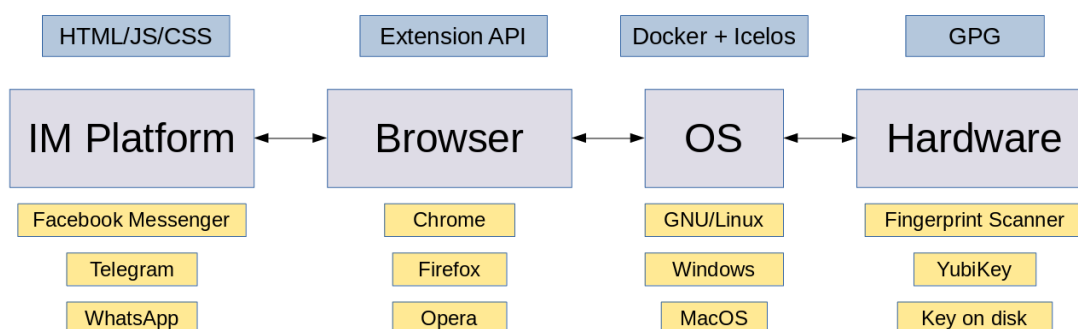 HTML/JS/CSS
Extension API
Docker + Icelos
GPG
IM Platform
Browser
OS
Hardware
Facebook Messenger
Chrome
GNU/Linux
Fingerprint Scanner
Telegram
Firefox
Windows
YubiKey
WhatsApp
Opera
MacOS
Key on disk